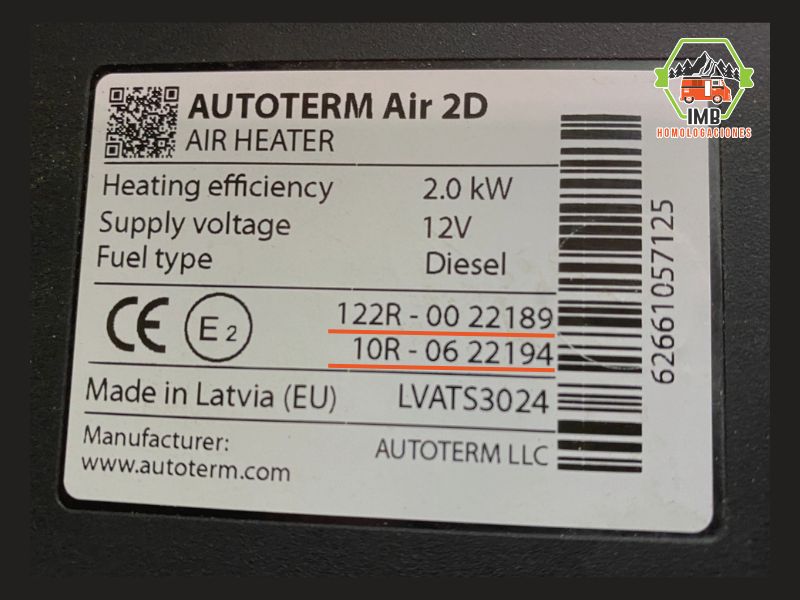 IMB
HOMOLOGACIONES
AUTOTERM Air 2D
AIR HEATER
Heating efficiency 2.0 kW
Supply voltage 12V
Fuel type Diesel
CE E2 122R - 00 22189
10R - 06 22194
Made in Latvia (EU) LVATS3024
Manufacturer: AUTOTERM LLC
www.autoterm.com
62661057125